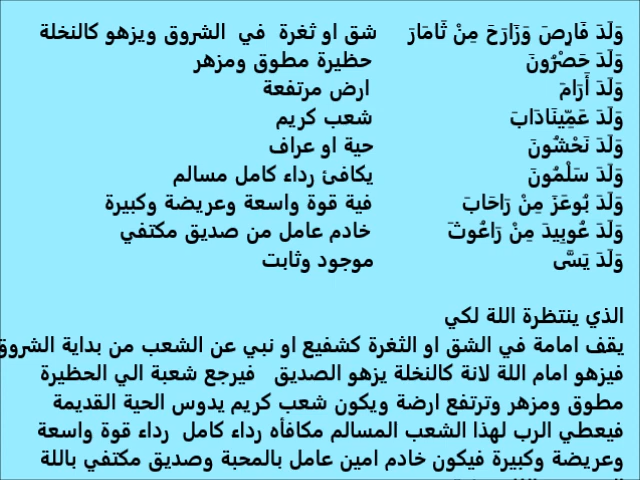 وَلَدَ فَارِصَ وَزَارَحَ مِنْ ثَامَارَ شق او ثغرة في الشروق ويزهو كالنخلة
وَلَدَ حَصْرُونَ حظيرة مطوق ومزهر
وَلَدَ أَرَامَ ارض مرتفعة
وَلَدَ عَمِّينَادَابَ شعب كريم
وَلَدَ نَحْشُونَ حية او عراف
وَلَدَ سَلْمُونَ يكافئ رداء كامل مسالم
وَلَدَ بُوعَزَ مِنْ رَاحَابَ فية قوة واسعة وعريضة وكبيرة
وَلَدَ عُوبِيدَ مِنْ رَاعُوثَ خادم عامل من صديق مكتفي
وَلَدَ يَسَّى موجود وثابت
الذي ينتظرة اللة لكي
يقف امامة في الشق او الثغرة كشفيع او نبي عن الشعب من بداية الشروق
فيزهو امام اللة لانة كالنخلة يزهو الصديق فيرجع شعبة الي الحظيرة
مطوق ومزهر وترتفع ارضة ويكون شعب كريم يدوس الحية القديمة
فيعطي الرب لهذا الشعب المسالم مكافأه رداء كامل رداء قوة واسعة
وعريضة وكبيرة فيكون خادم امين عامل بالمحبة وصديق مكتفي باللة